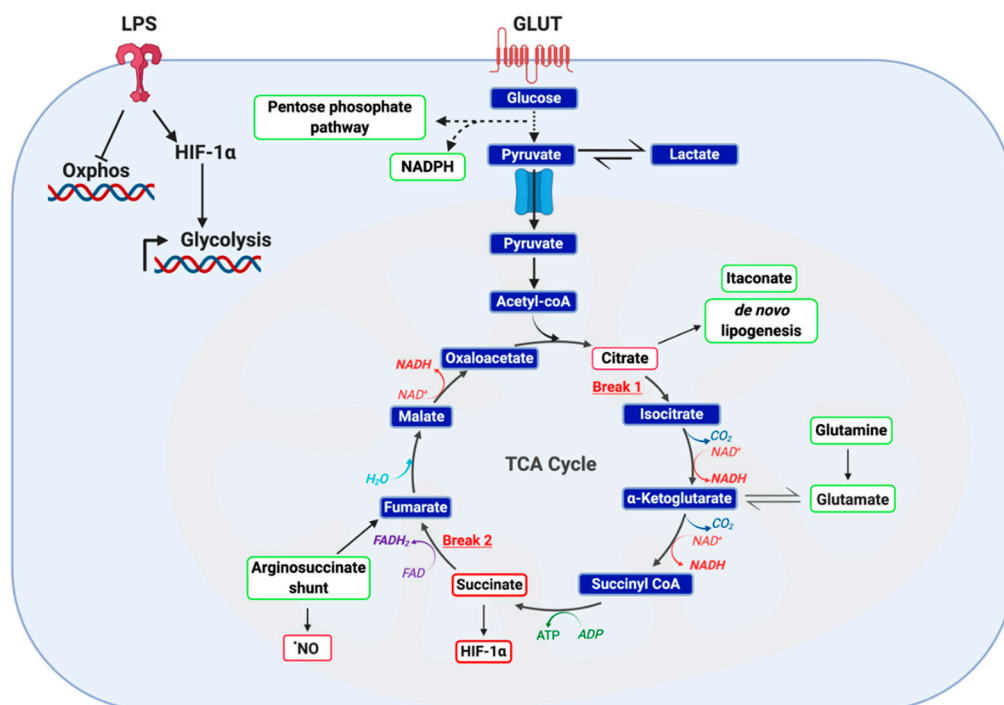 LPS
GLUT
Glucose
Pentose phosophate
pathway
NADPH
HIF-1α
Oxphos
Pyruvate
Lactate
Glycolysis
Pyruvate
Acetyl-coA
Itaconate
de novo
lipogenesis
Oxaloacetate
Citrate
NADH
NAD⁺
Break 1
Malate
Isocitrate
CO₂
NAD⁺
NADH
Glutamine
TCA Cycle
H₂O
α-Ketoglutarate
Glutamate
Fumarate
CO₂
NAD⁺
NADH
FADH₂
Break 2
FAD
Arginosuccinate
shunt
Succinate
Succinyl CoA
ATP
ADP
•NO
HIF-1α